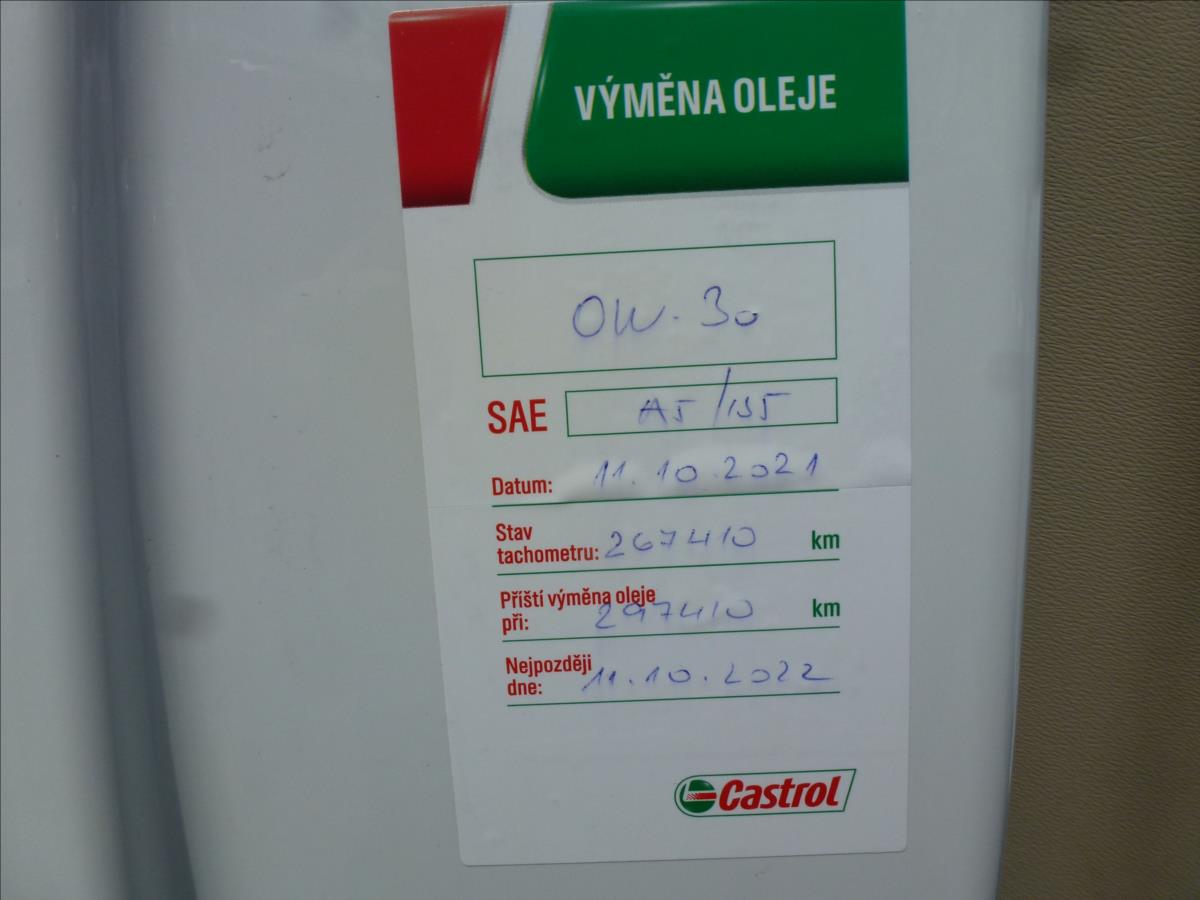 VÝMĚNA OLEJE
0W-30
SAE A5/B5
Datum: 11.10.2021
Stav
tachometru: 267410 km
Příští výměna oleje
při: 297410 km
Nejpozději
dne: 11.10.2022
Castrol